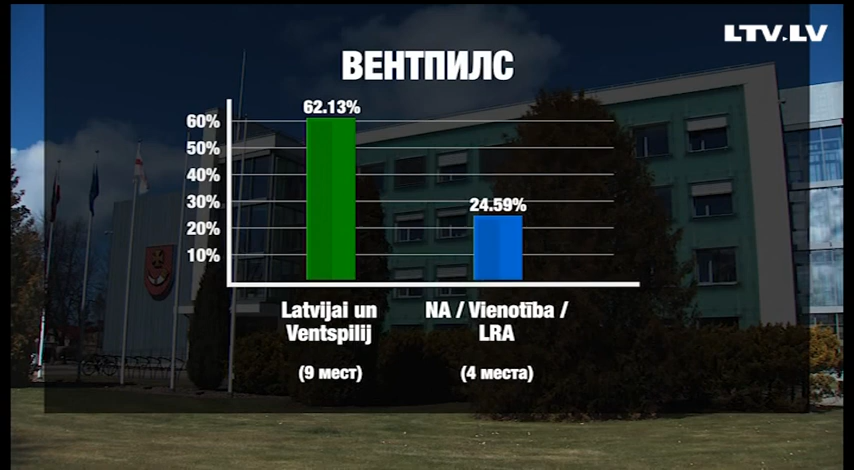 LTV.LV
ВЕНТПИЛС
62.13%
60%
50%
40%
30%
24.59%
20%
10%
Latvijai un
Ventspilij
NA / Vienotība /
LRA
(9 мест)
(4 места)